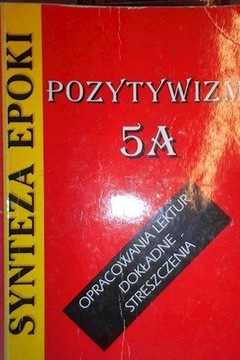 SYNTEZA EPOKI
POZYTYWIZM
5A
OPRACOWANIA LEKTUR
DOKŁADNE -
STRESZCZENIA